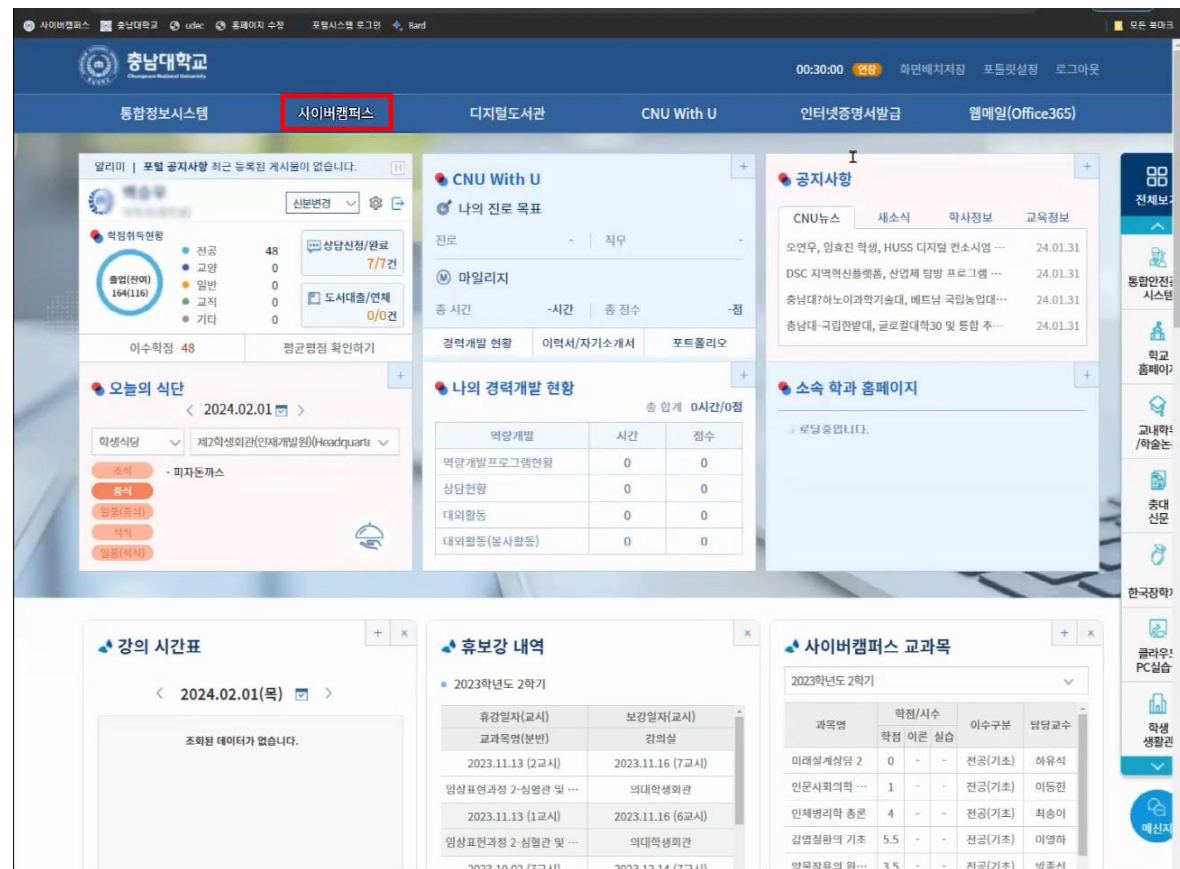 사이버캠퍼스 충남대학교 udec 홈페이지 수정 포털시스템 로그인 Bard 모든 북마크
충남대학교
Chungnam National University
00:30:00 연장 화면배치저장 포틀릿설정 로그아웃
통합정보시스템 사이버캠퍼스 디지털도서관 CNU With U 인터넷증명서발급 웹메일(Office365)
알리미 | 포털 공지사항 최근 등록된 게시물이 없습니다.
신분변경
학점취득현황
졸업(잔여)
164(116)
전공 48
교양 0
일반 0
교직 0
기타 0
상담신청/완료
7/7건
도서대출/연체
0/0건
이수학점 48 평균평점 확인하기
CNU With U
나의 진로 목표
진로 - 직무 -
마일리지
총 시간 -시간 총 점수 -점
경력개발 현황 이력서/자기소개서 포트폴리오
공지사항
CNU뉴스 새소식 학사정보 교육정보
오연우, 임효진 학생, HUSS 디지털 컨소시엄 ··· 24.01.31
DSC 지역혁신플랫폼, 산업체 탐방 프로그램 ··· 24.01.31
충남대?하노이과학기술대, 베트남 국립농업대··· 24.01.31
충남대-국립한밭대, 글로컬대학30 및 통합 추··· 24.01.31
오늘의 식단
2024.02.01
학생식당 제2학생회관(인재개발원)(Headquarte
조식 - 피자돈까스
중식
일품(중식)
석식
일품(석식)
나의 경력개발 현황
총 합계 0시간/0점
역량개발 시간 점수
역량개발프로그램현황 0 0
상담현황 0 0
대외활동 0 0
대외활동(봉사활동) 0 0
소속 학과 홈페이지
로딩중입니다.
전체보기
통합안전관
시스템
학교
홈페이지
교내학위
/학술논
충대
신문
한국장학재
클라우드
PC실습
학생
생활관
메신저
강의 시간표
2024.02.01(목)
조회된 데이터가 없습니다.
휴보강 내역
2023학년도 2학기
휴강일자(교시) 보강일자(교시)
교과목명(분반) 강의실
2023.11.13 (2교시) 2023.11.16 (7교시)
임상표현과정 2-심혈관 및 ··· 의대학생회관
2023.11.13 (1교시) 2023.11.16 (6교시)
임상표현과정 2-심혈관 및 ··· 의대학생회관
2023.10.02 (7교시) 2023.12.14 (7교시)
사이버캠퍼스 교과목
2023학년도 2학기
과목명 학점/시수 이수구분 담당교수
학점 이론 실습
미래설계상담 2 0 - - 전공(기초) 하유석
인문사회의학 ··· 1 - - 전공(기초) 이동헌
인체병리학 총론 4 - - 전공(기초) 최송이
감염질환의 기초 5.5 - - 전공(기초) 이영하
약물작용의 원··· 3.5 - - 전공(기초) 박종선